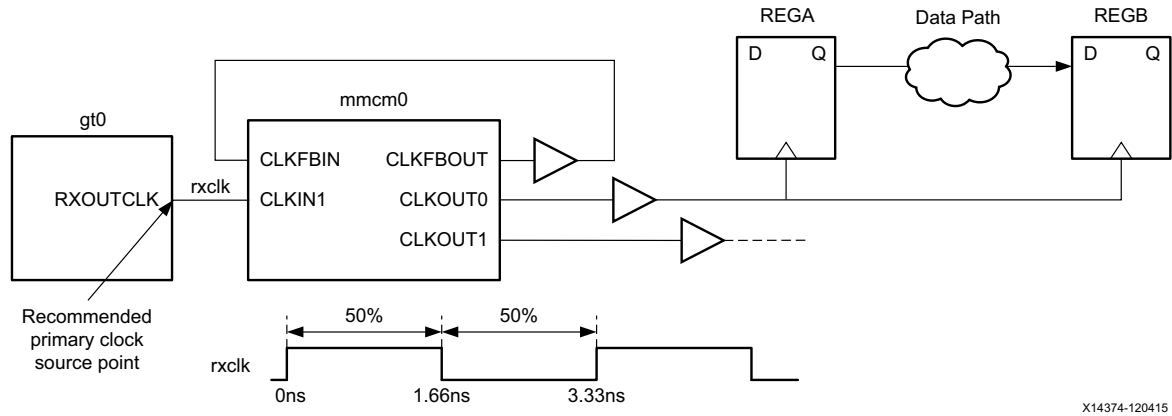 REGA
Data Path
REGB
D
Q
D
Q
mmcm0
gt0
CLKFBIN
CLKFBOUT
RXOUTCLK
rxclk
CLKIN1
CLKOUT0
CLKOUT1
Recommended
primary clock
source point
50%
50%
rxclk
0ns
1.66ns
3.33ns
X14374-120415